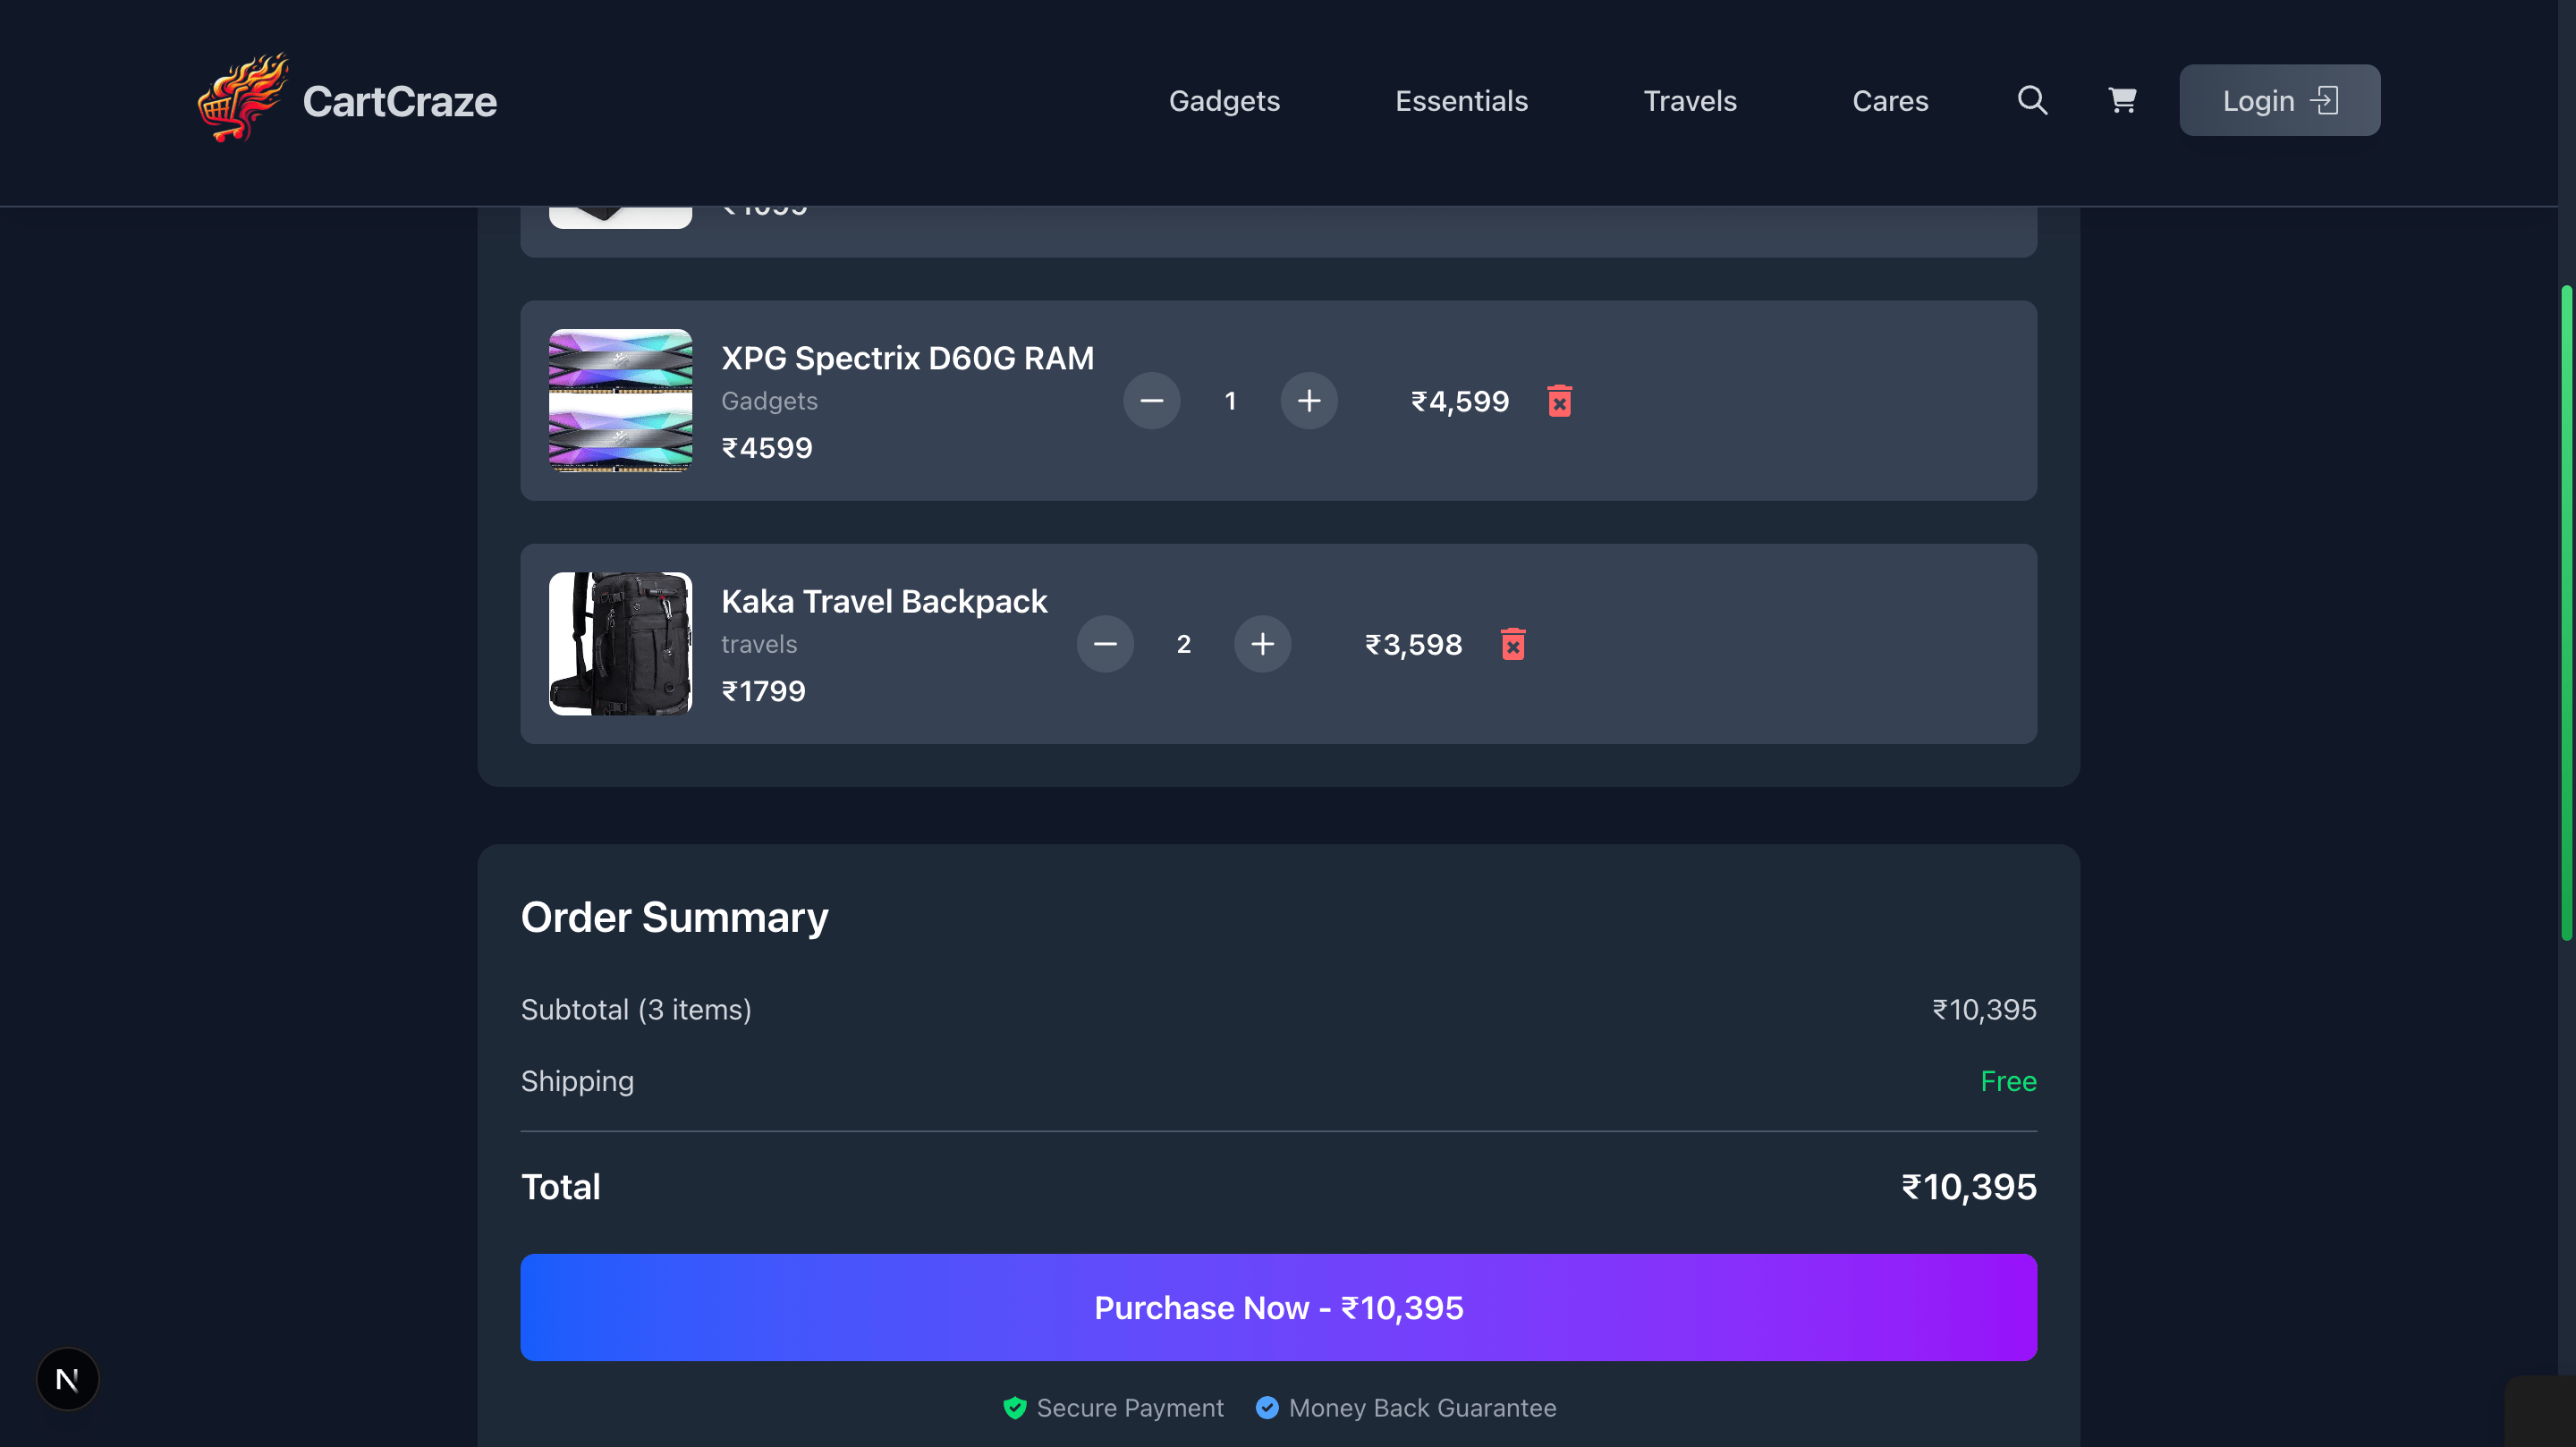 CartCraze
Gadgets Essentials Travels Cares Login
XPG Spectrix D60G RAM
Gadgets
₹4599
1
₹4,599
Kaka Travel Backpack
travels
₹1799
2
₹3,598
Order Summary
Subtotal (3 items) ₹10,395
Shipping Free
Total ₹10,395
Purchase Now - ₹10,395
Secure Payment Money Back Guarantee
N